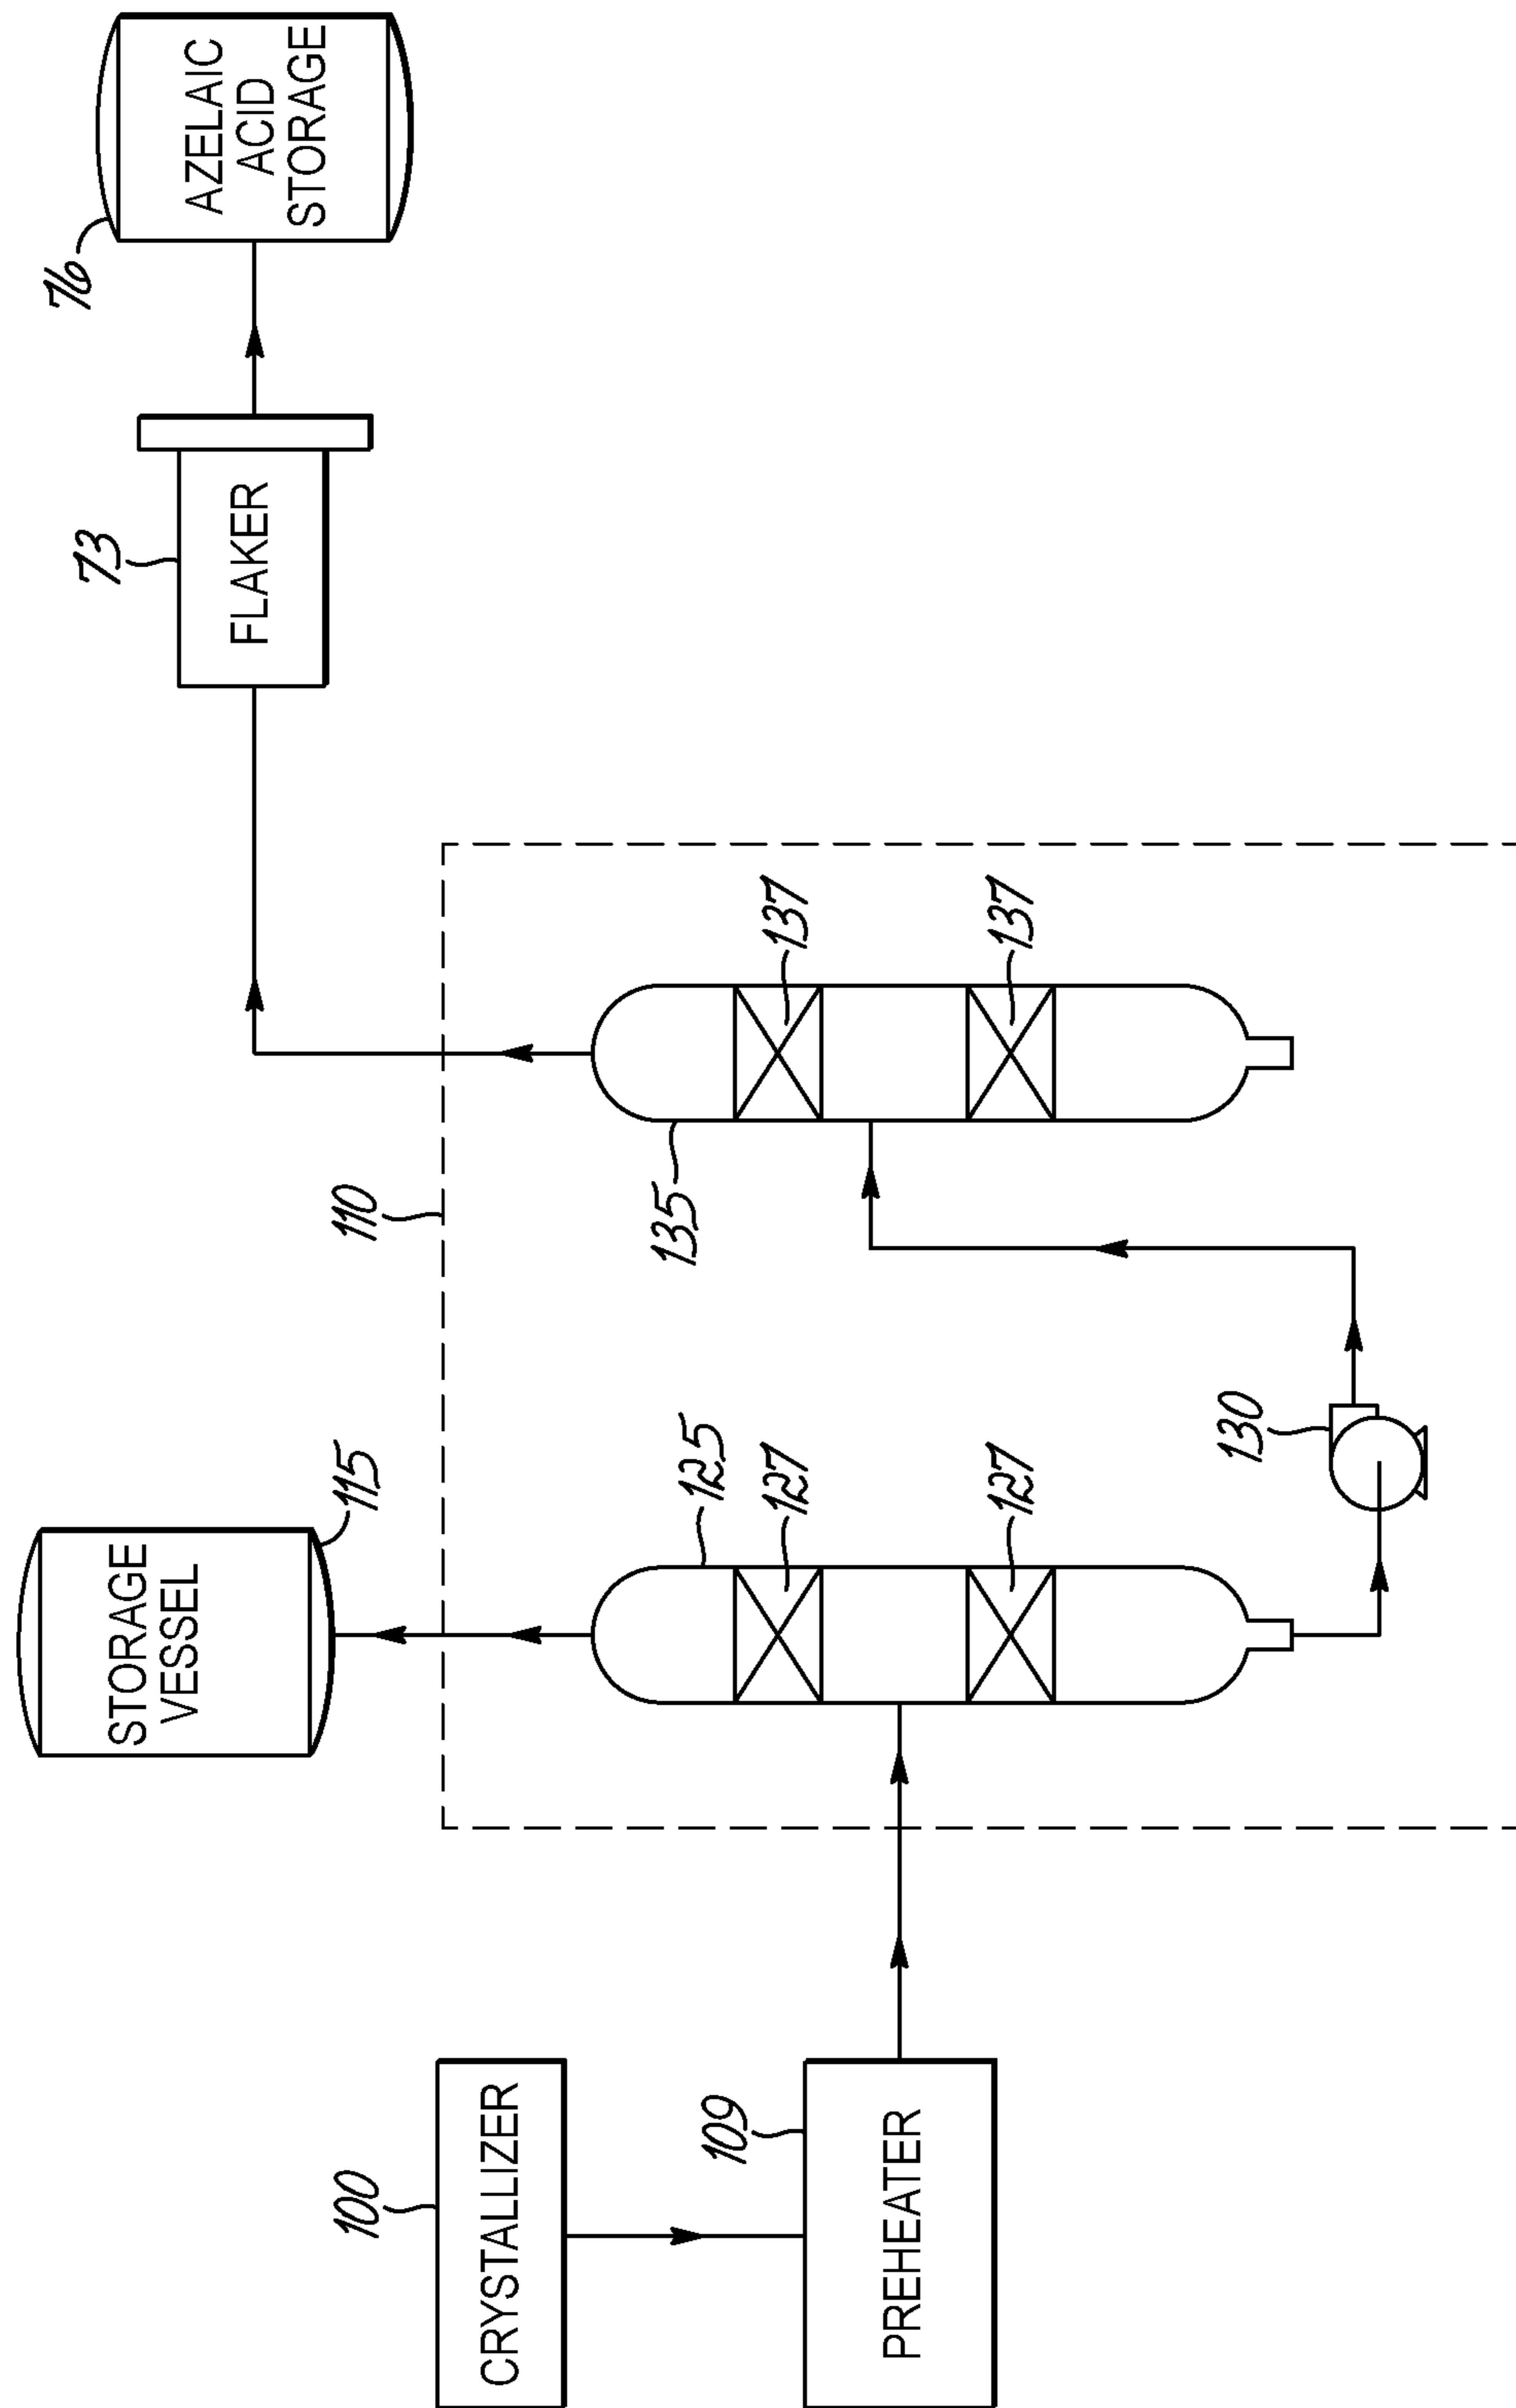 STORAGE
VESSEL
115
110
73
FLAKER
76
AZELAIC
ACID
STORAGE
100
CRYSTALLIZER
109
PREHEATER
125
127
127
130
135
137
137